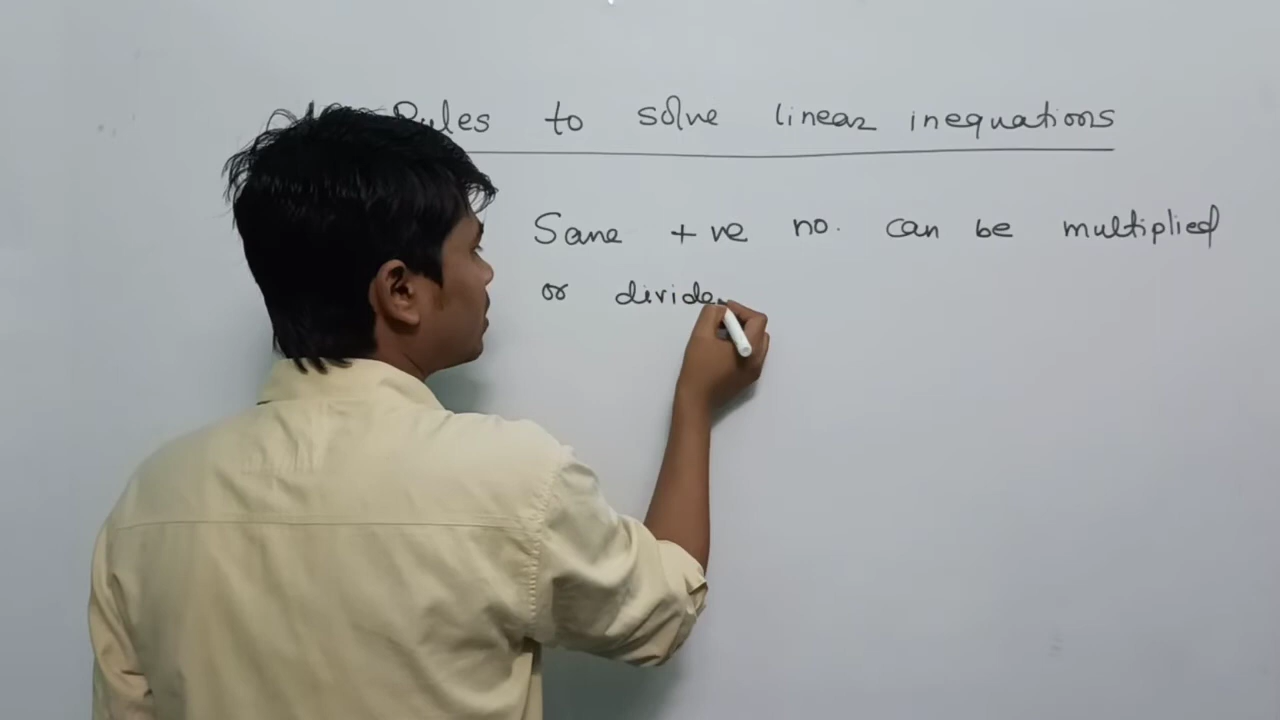 Rules to solve linear inequations
Same +ve no. can be multiplied
or divide